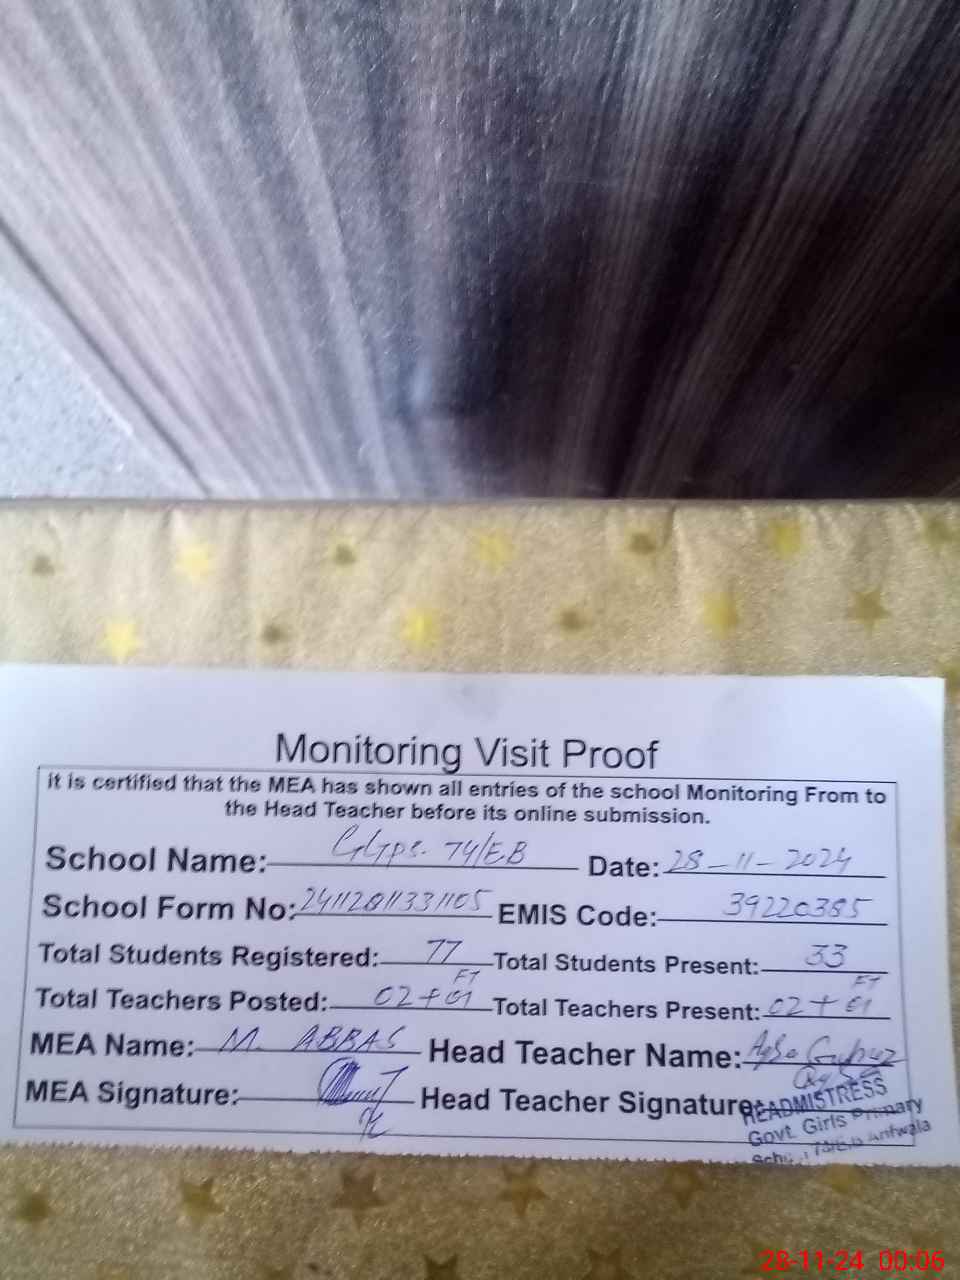 Monitoring Visit Proof
it is certified that the MEA has shown all entries of the school Monitoring From to
the Head Teacher before its online submission.
School Name: GGPS. 74/EB Date: 28-11-2024
School Form No: 24112811331105 EMIS Code: 39220385
Total Students Registered: 77 Total Students Present: 33
Total Teachers Posted: 02+01 FT Total Teachers Present: 02+01 FT
MEA Name: M. ABBAS Head Teacher Name:
MEA Signature: Head Teacher Signature:
HEADMISTRESS
Govt. Girls Primary
74/EB
28-11-24 00:06